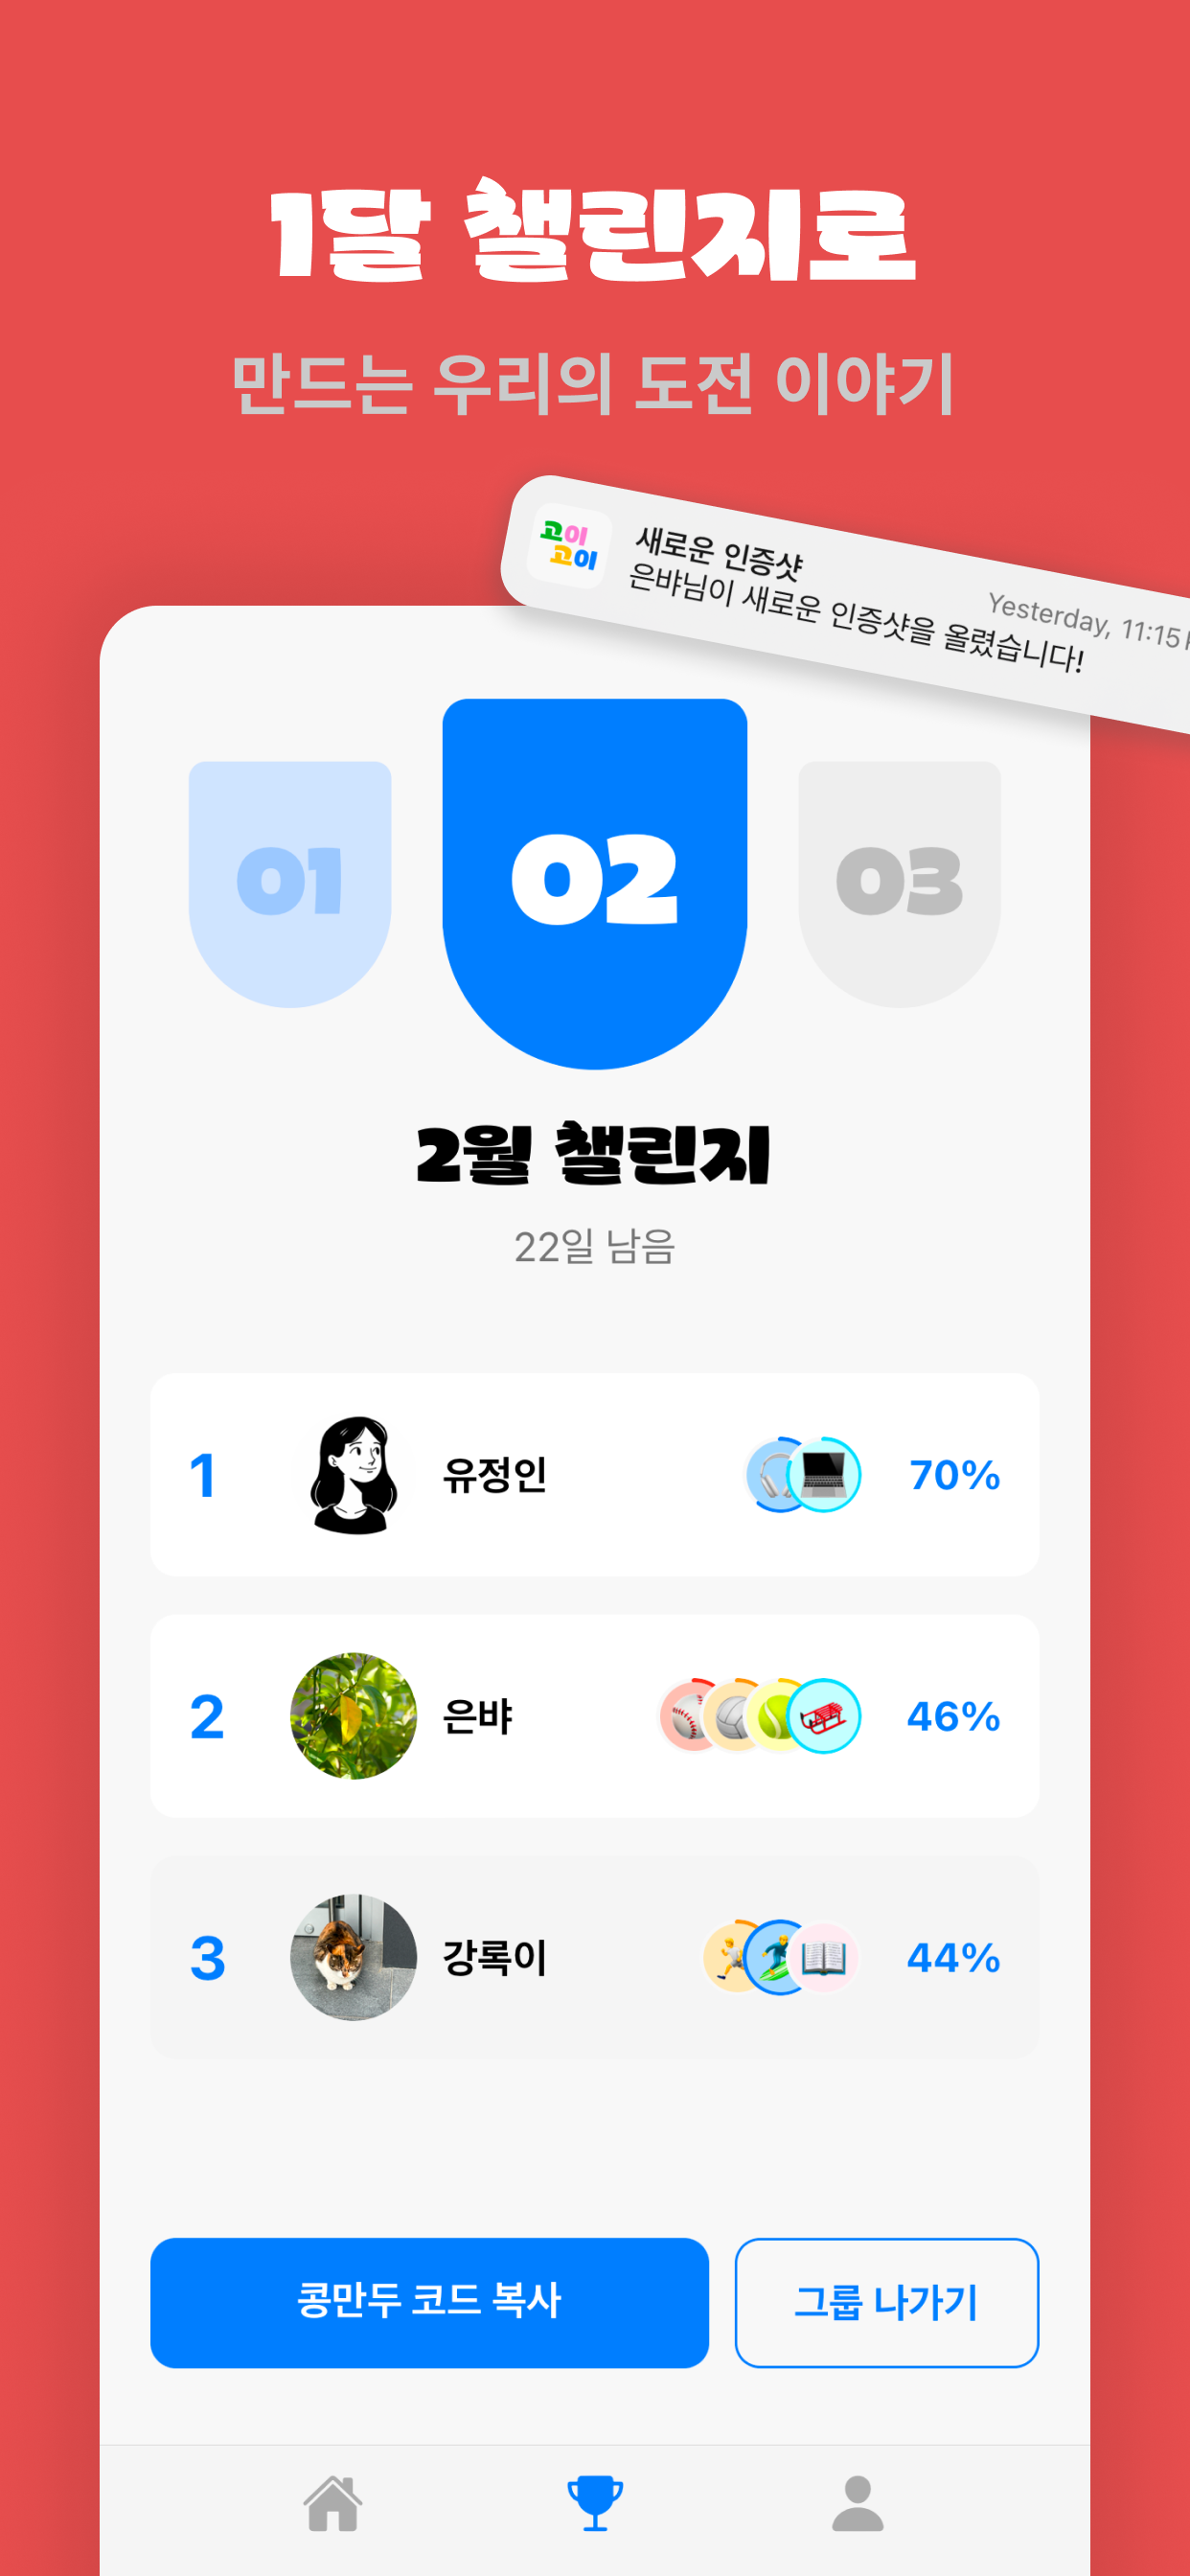 1달 챌린지로
만드는 우리의 도전 이야기
고이
고이
새로운 인증샷
Yesterday, 11:15
은뱌님이 새로운 인증샷을 올렸습니다!
01
02
03
2월 챌린지
22일 남음
1
유정인
70%
2
은뱌
46%
3
강록이
44%
콩만두 코드 복사
그룹 나가기